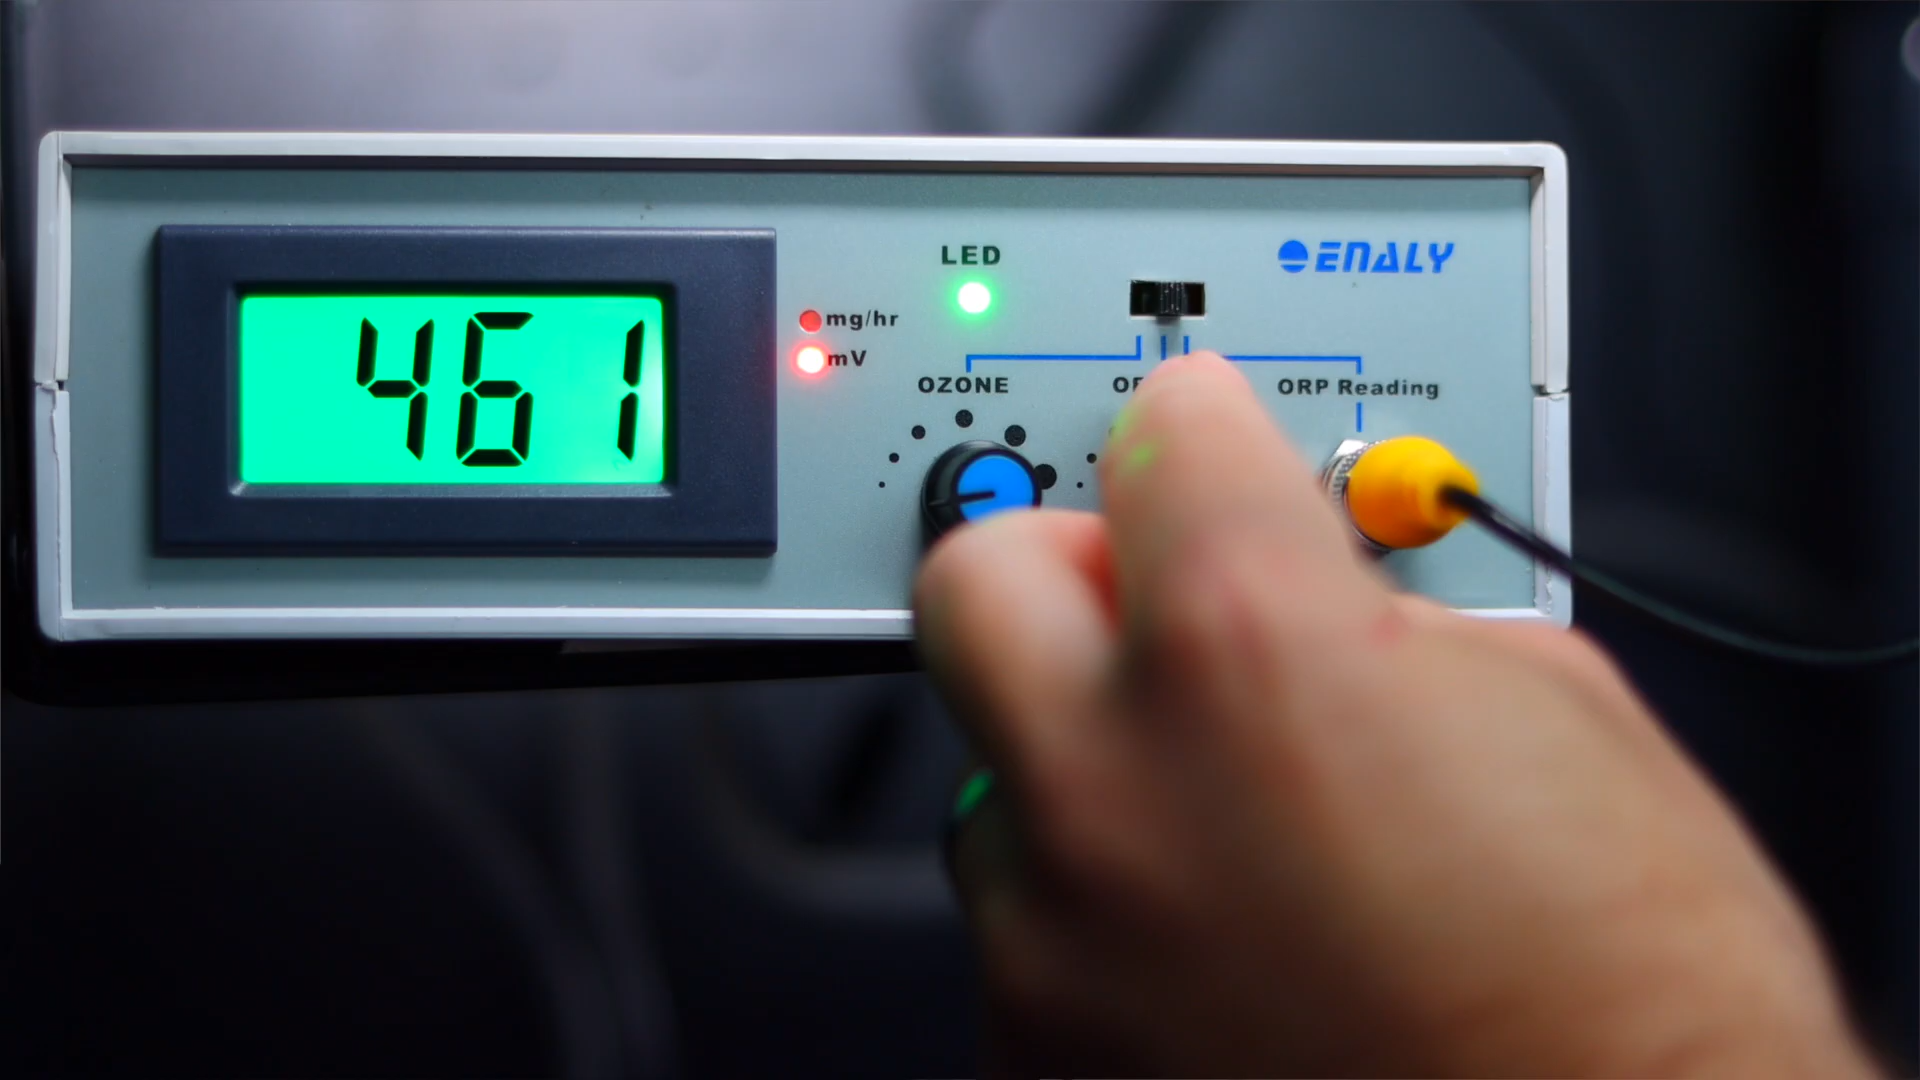 461
mg/hr
mV
LED
ENALY
OZONE
ORP Reading